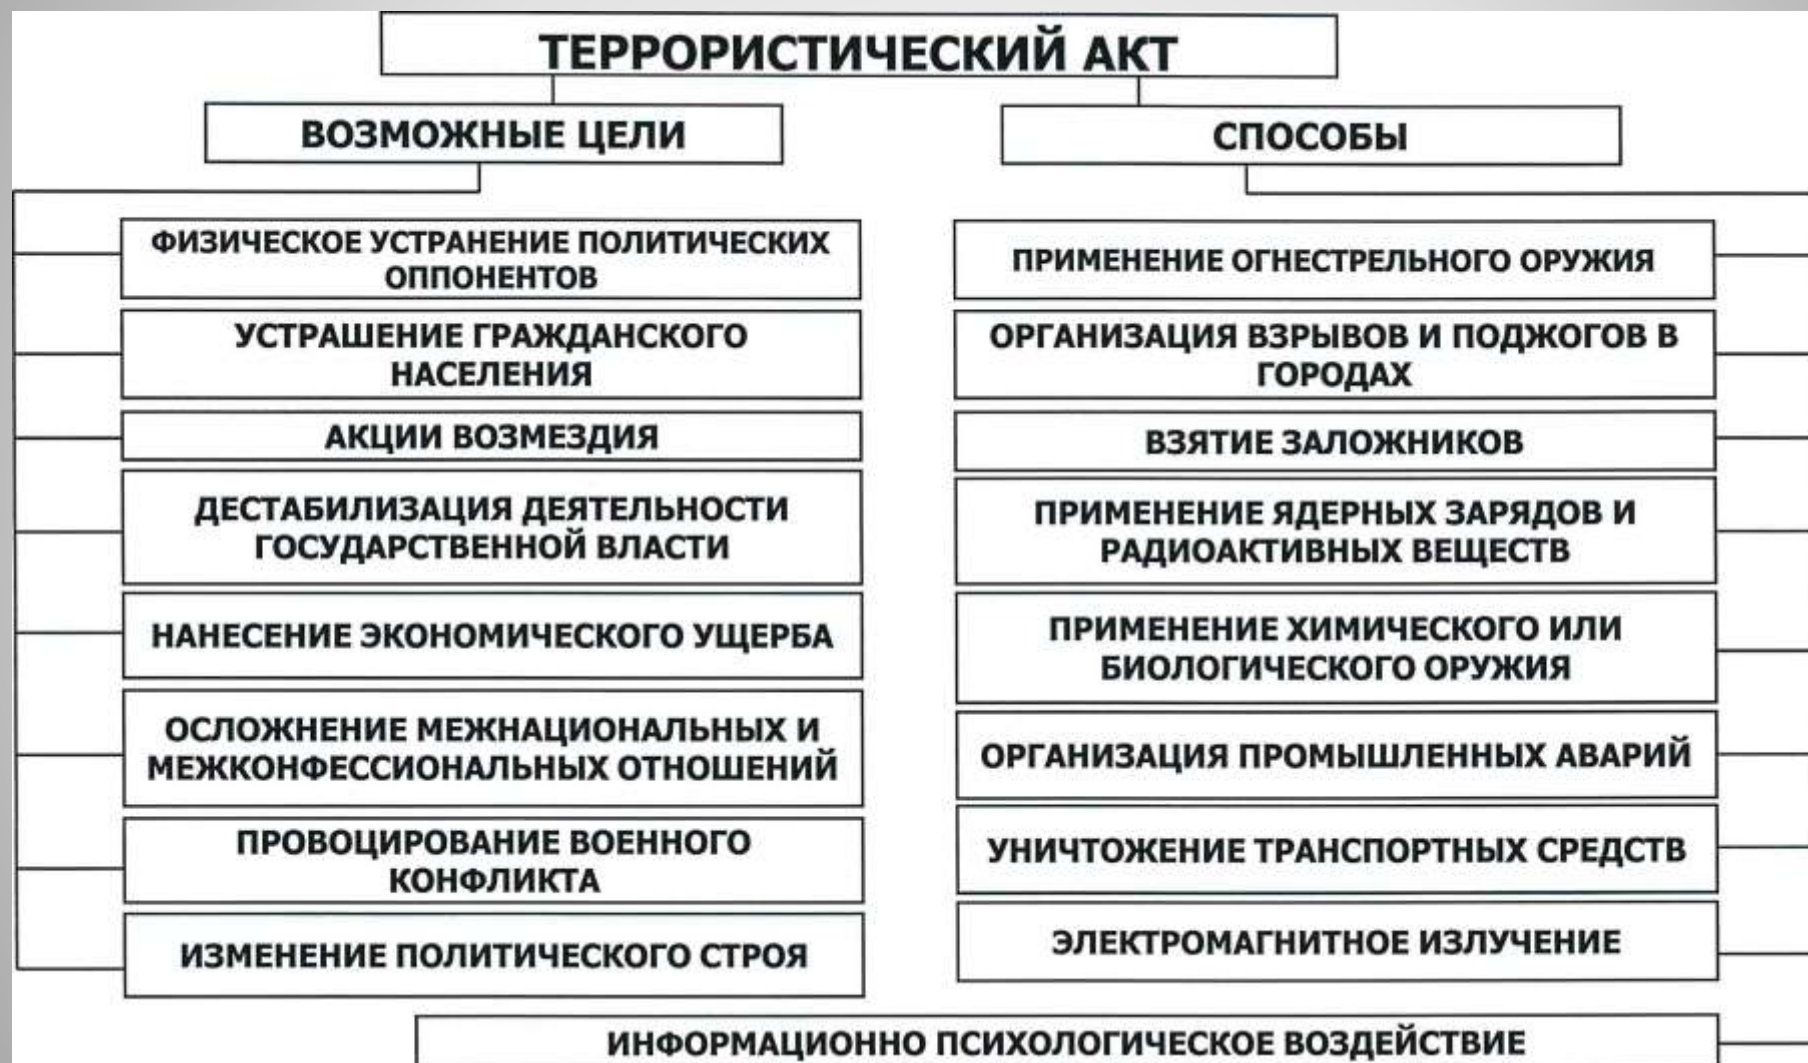 ТЕРРОРИСТИЧЕСКИЙ АКТ
ВОЗМОЖНЫЕ ЦЕЛИ
ФИЗИЧЕСКОЕ УСТРАНЕНИЕ ПОЛИТИЧЕСКИХ
ОППОНЕНТОВ
УСТРАШЕНИЕ ГРАЖДАНСКОГО
НАСЕЛЕНИЯ
АКЦИИ ВОЗМЕЗДИЯ
ДЕСТАБИЛИЗАЦИЯ ДЕЯТЕЛЬНОСТИ
ГОСУДАРСТВЕННОЙ ВЛАСТИ
НАНЕСЕНИЕ ЭКОНОМИЧЕСКОГО УЩЕРБА
ОСЛОЖНЕНИЕ МЕЖНАЦИОНАЛЬНЫХ И
МЕЖКОНФЕССИОНАЛЬНЫХ ОТНОШЕНИЙ
ПРОВОЦИРОВАНИЕ ВОЕННОГО
КОНФЛИКТА
ИЗМЕНЕНИЕ ПОЛИТИЧЕСКОГО СТРОЯ
СПОСОБЫ
ПРИМЕНЕНИЕ ОГНЕСТРЕЛЬНОГО ОРУЖИЯ
ОРГАНИЗАЦИЯ ВЗРЫВОВ И ПОДЖОГОВ В
ГОРОДАХ
ВЗЯТИЕ ЗАЛОЖНИКОВ
ПРИМЕНЕНИЕ ЯДЕРНЫХ ЗАРЯДОВ И
РАДИОАКТИВНЫХ ВЕЩЕСТВ
ПРИМЕНЕНИЕ ХИМИЧЕСКОГО ИЛИ
БИОЛОГИЧЕСКОГО ОРУЖИЯ
ОРГАНИЗАЦИЯ ПРОМЫШЛЕННЫХ АВАРИЙ
УНИЧТОЖЕНИЕ ТРАНСПОРТНЫХ СРЕДСТВ
ЭЛЕКТРОМАГНИТНОЕ ИЗЛУЧЕНИЕ
ИНФОРМАЦИОННО ПСИХОЛОГИЧЕСКОЕ ВОЗДЕЙСТВИЕ